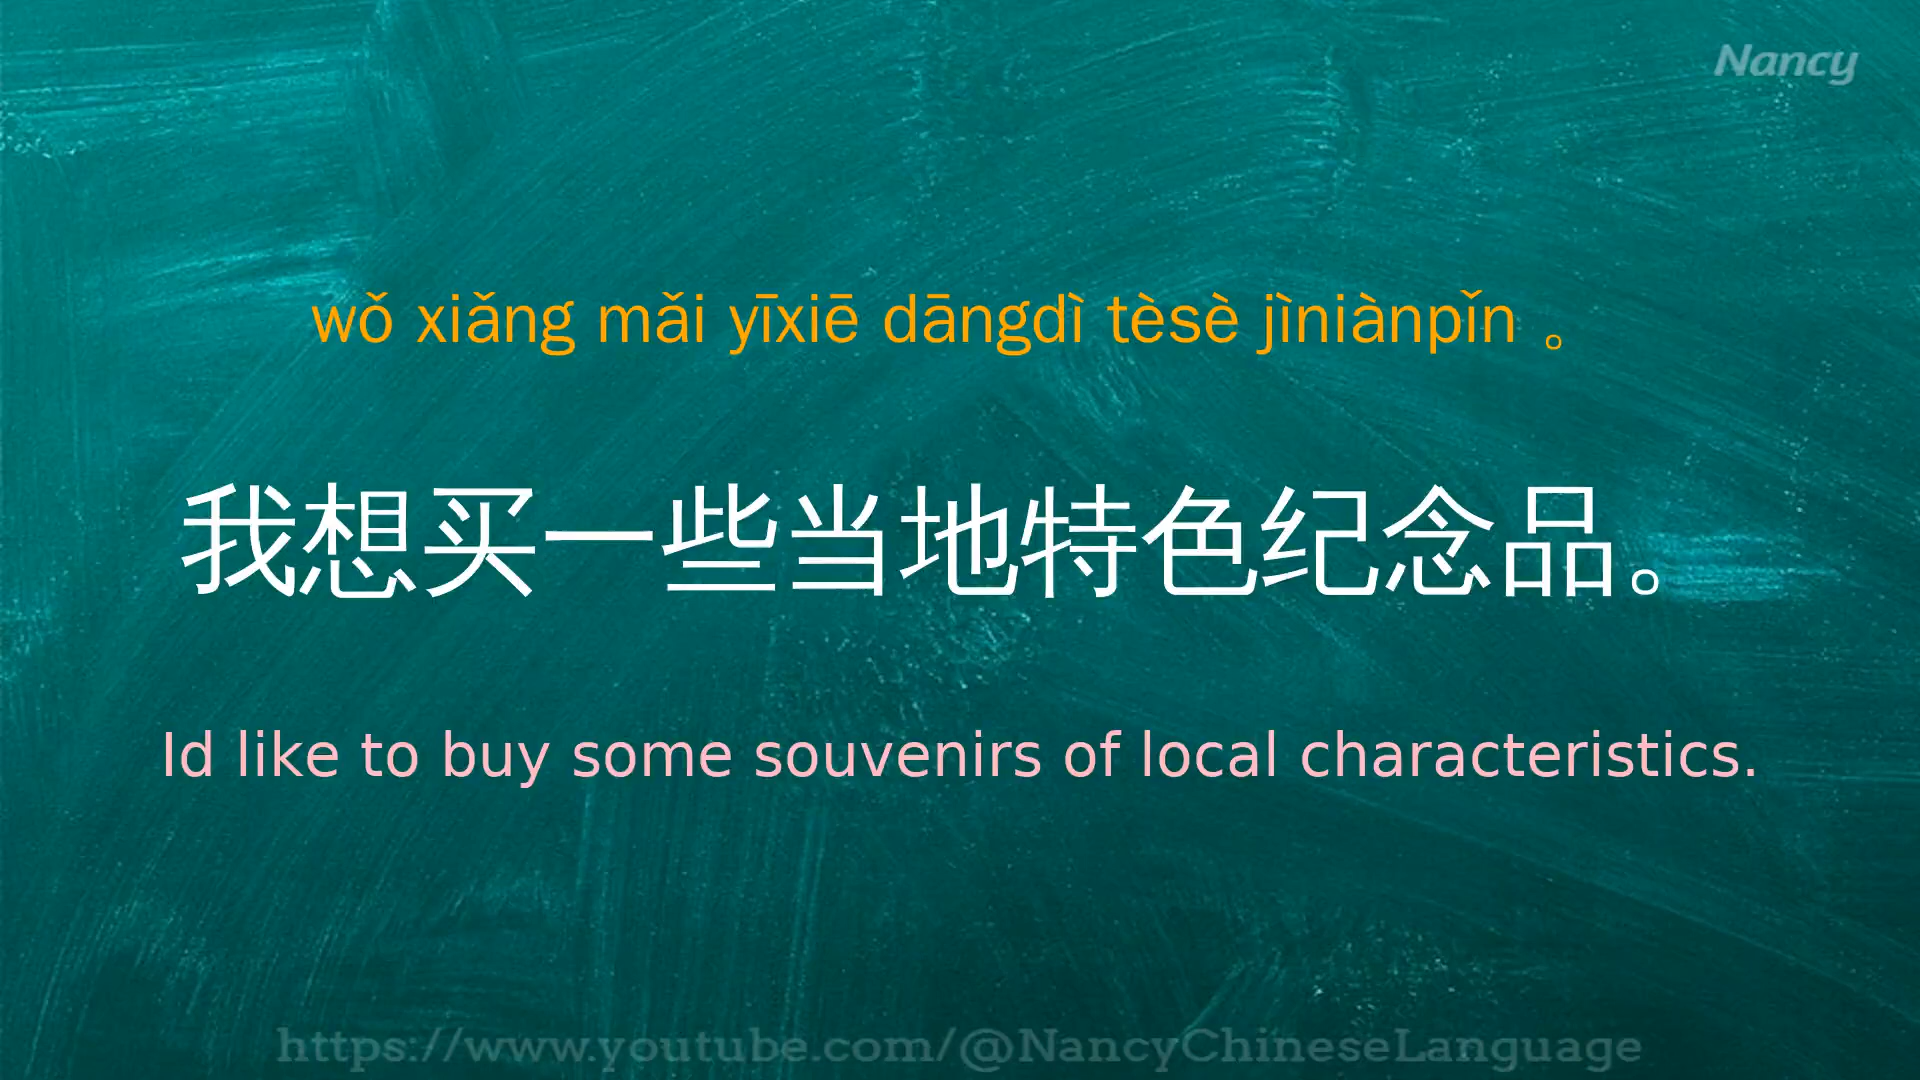 Nancy
wǒ xiǎng mǎi yīxiē dāngdì tèsè jìniànpǐn 。
我想买一些当地特色纪念品。
Id like to buy some souvenirs of local characteristics.
https://www.youtube.com/@NancyChineseLanguage